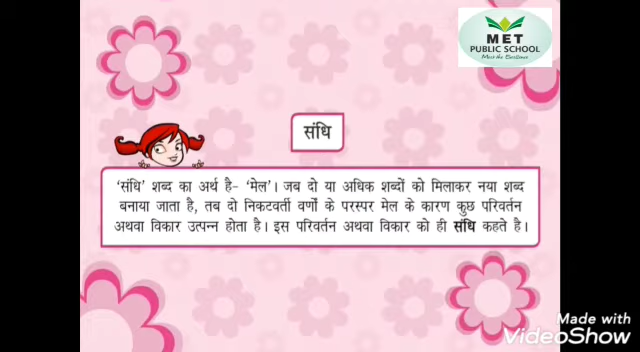 MET
PUBLIC SCHOOL
Meet the Excellence
संधि
‘संधि’ शब्द का अर्थ है- ‘मेल’। जब दो या अधिक शब्दों को मिलाकर नया शब्द
बनाया जाता है, तब दो निकटवर्ती वर्णों के परस्पर मेल के कारण कुछ परिवर्तन
अथवा विकार उत्पन्न होता है। इस परिवर्तन अथवा विकार को ही संधि कहते है।
Made with
VideoShow